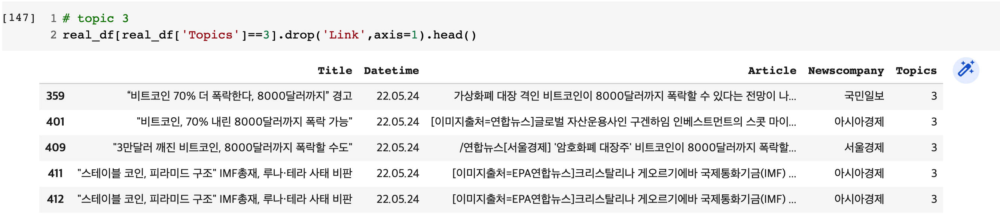 [147] 1 # topic 3
2 real_df[real_df['Topics']==3].drop('Link',axis=1).head()
Title Datetime Article Newscompany Topics
359 “비트코인 70% 더 폭락한다, 8000달러까지” 경고 22.05.24 가상화폐 대장 격인 비트코인이 8000달러까지 폭락할 수 있다는 전망이 나... 국민일보 3
401 "비트코인, 70% 내린 8000달러까지 폭락 가능" 22.05.24 [이미지출처=연합뉴스]글로벌 자산운용사인 구겐하임 인베스트먼트의 스콧 마이... 아시아경제 3
409 "3만달러 깨진 비트코인, 8000달러까지 폭락할 수도" 22.05.24 /연합뉴스[서울경제] '암호화폐 대장주' 비트코인이 8000달러까지 폭락할... 서울경제 3
411 "스테이블 코인, 피라미드 구조" IMF총재, 루나·테라 사태 비판 22.05.24 [이미지출처=EPA연합뉴스]크리스탈리나 게오르기에바 국제통화기금(IMF) ... 아시아경제 3
412 "스테이블 코인, 피라미드 구조" IMF총재, 루나·테라 사태 비판 22.05.24 [이미지출처=EPA연합뉴스]크리스탈리나 게오르기에바 국제통화기금(IMF) ... 아시아경제 3